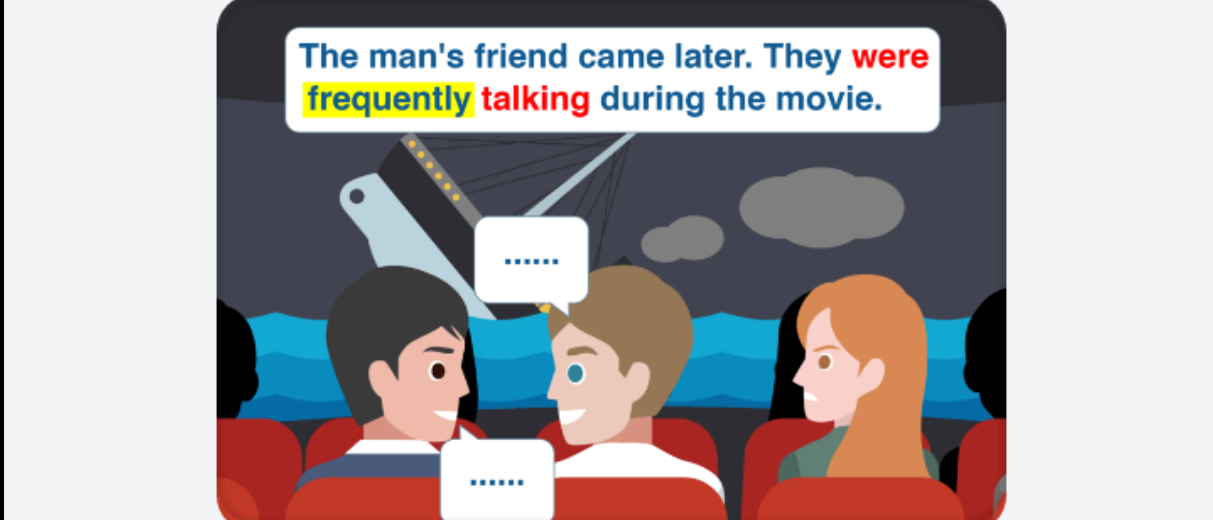 The man's friend came later. They were
frequently talking during the movie.
......
......